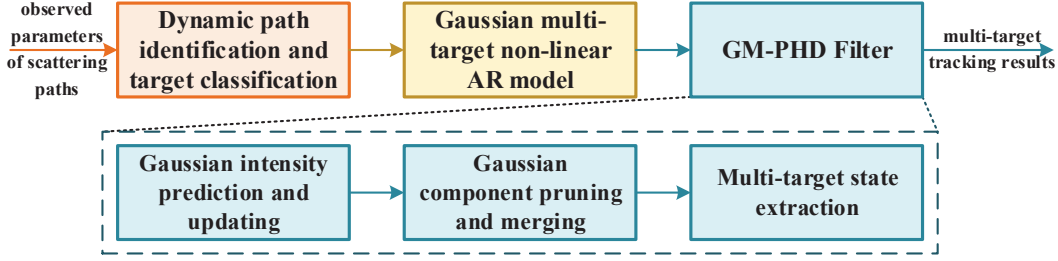 observed
parameters
of scattering
paths
Dynamic path
identification and
target classification
Gaussian multi-
target non-linear
AR model
GM-PHD Filter
multi-target
tracking results
Gaussian intensity
prediction and
updating
Gaussian
component pruning
and merging
Multi-target state
extraction